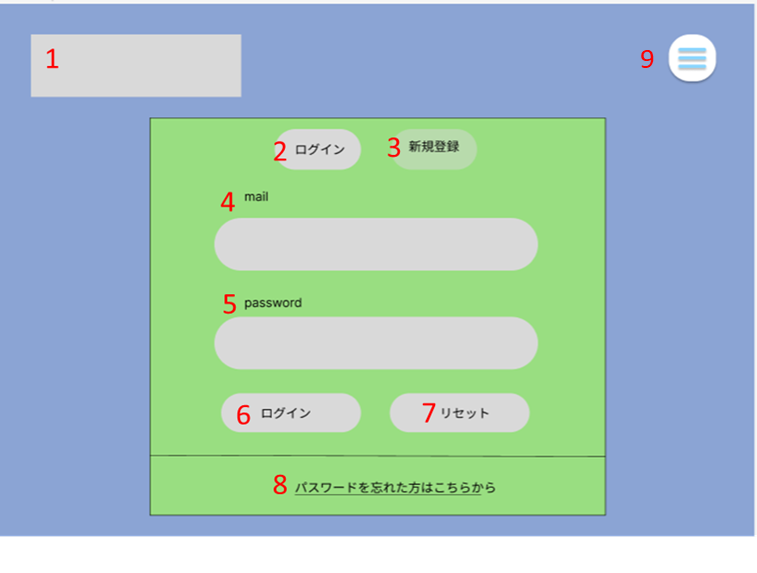 1
9
2 ログイン
3 新規登録
4 mail
5 password
6 ログイン
7 リセット
8 パスワードを忘れた方はこちらから